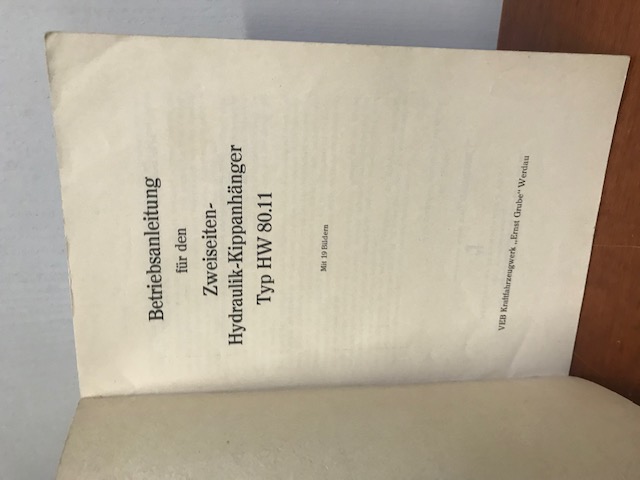 Betriebsanleitung
für den
Zweiseiten-
Hydraulik-Kippanhänger
Typ HW 80.11
Mit 19 Bildern
VEB Kraftfahrzeugwerk „Ernst Grube" Werdau